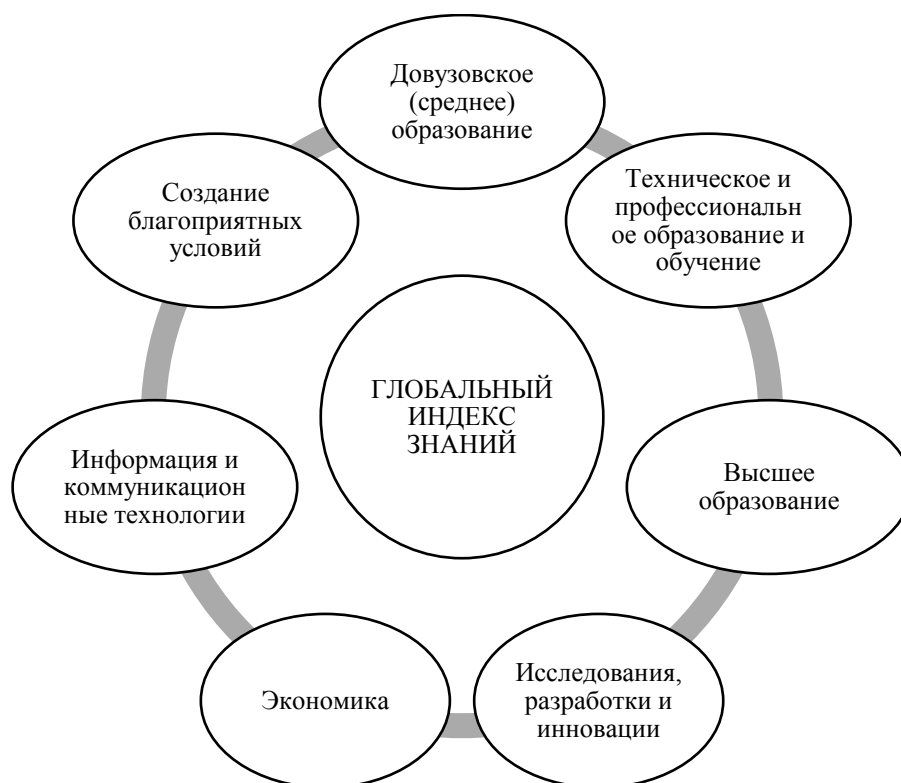 Довузовское
(среднее)
образование
Техническое и
профессиональн
ое образование и
обучение
Высшее
образование
Исследования,
разработки и
инновации
Экономика
Информация и
коммуникацион
ные технологии
Создание
благоприятных
условий
ГЛОБАЛЬНЫЙ
ИНДЕКС
ЗНАНИЙ